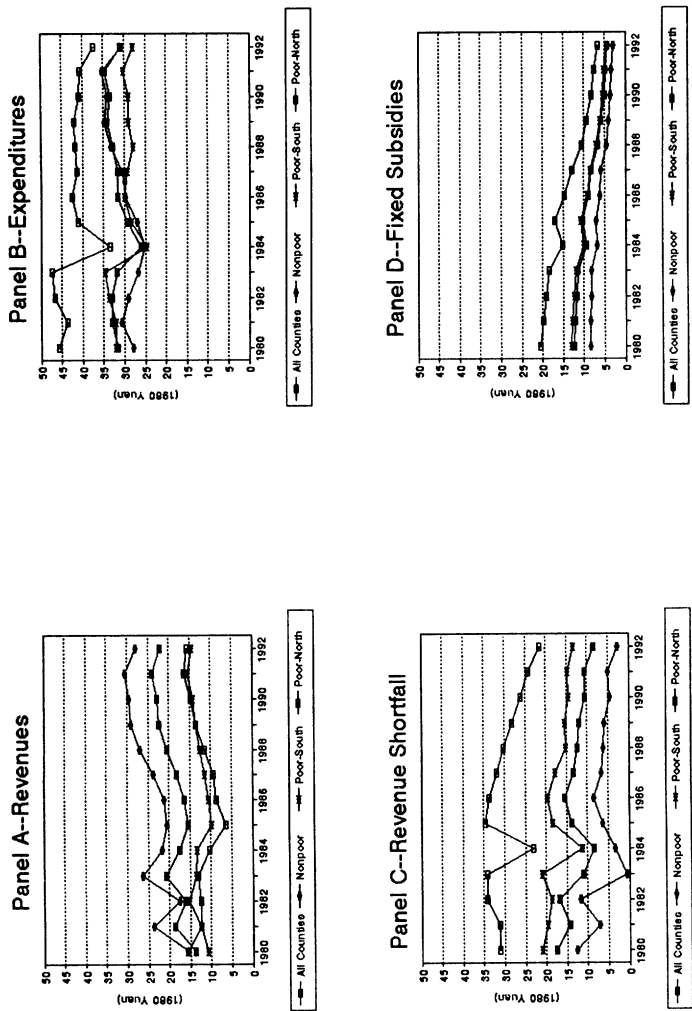 Panel A--Revenues
(1980 Yuan)
50
45
40
35
30
25
20
15
10
5
0
1980 1982 1984 1986 1988 1990 1992
All Counties Nonpoor Poor-South Poor-North
Panel B--Expenditures
(1980 Yuan)
50
45
40
35
30
25
20
15
10
5
0
1980 1982 1984 1986 1988 1990 1992
All Counties Nonpoor Poor-South Poor-North
Panel C--Revenue Shortfall
(1980 Yuan)
50
45
40
35
30
25
20
15
10
5
0
1980 1982 1984 1986 1988 1990 1992
All Counties Nonpoor Poor-South Poor-North
Panel D--Fixed Subsidies
(1980 Yuan)
50
45
40
35
30
25
20
15
10
5
0
1980 1982 1984 1986 1988 1990 1992
All Counties Nonpoor Poor-South Poor-North